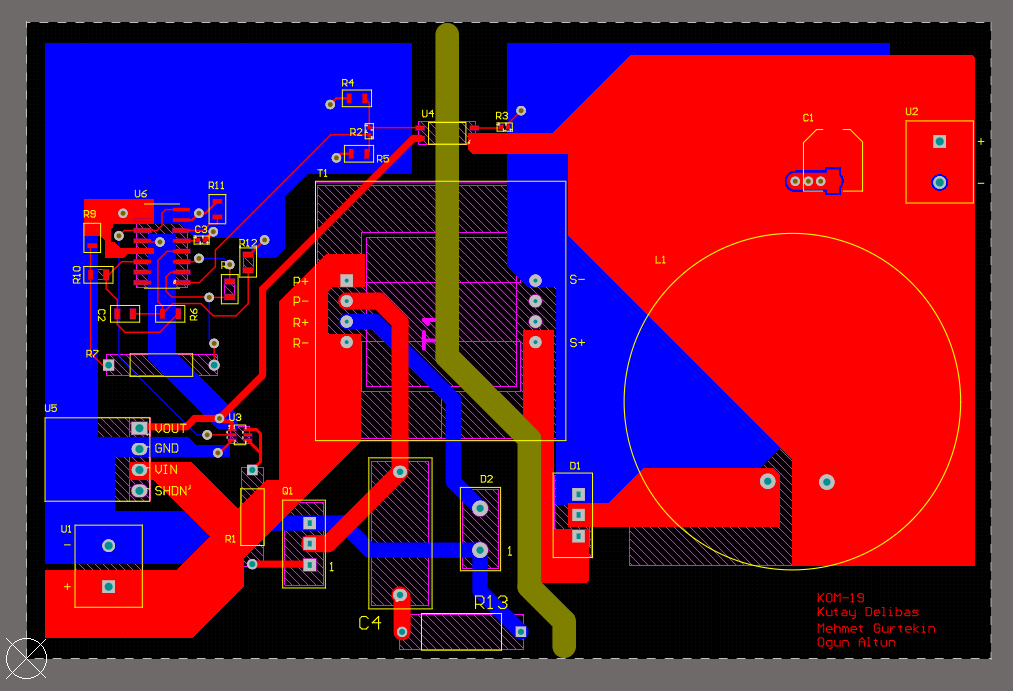 R4
U4
R3
R2
R5
C1
U2
+
-
T1
U6
R11
R9
C3
R12
R10
L1
P+
S-
P-
T1
R+
R-
S+
C2
R6
R7
U5
U3
VOUT
GND
VIN
SHDN'
Q1
D2
D1
U1
-
R1
1
1
+
R13
C4
KOM-19
Kutay Delibas
Mehmet Gurtekin
Ogun Altun